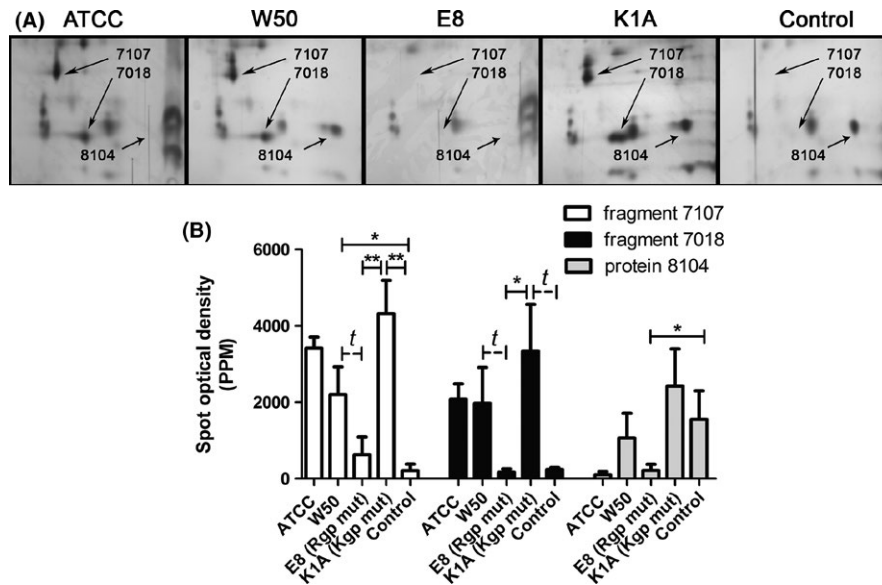 (A) ATCC W50 E8 K1A Control
7107 7107 7107 7107 7107
7018 7018 7018 7018 7018
8104 8104 8104 8104 8104
(B)
fragment 7107
fragment 7018
protein 8104
Spot optical density
(PPM)
6000
4000
2000
0
* ** ** t
t * t
*
ATCC W50 E8 (Rgp mut) K1A (Kgp mut) Control
ATCC W50 E8 (Rgp mut) K1A (Kgp mut) Control
ATCC W50 E8 (Rgp mut) K1A (Kgp mut) Control